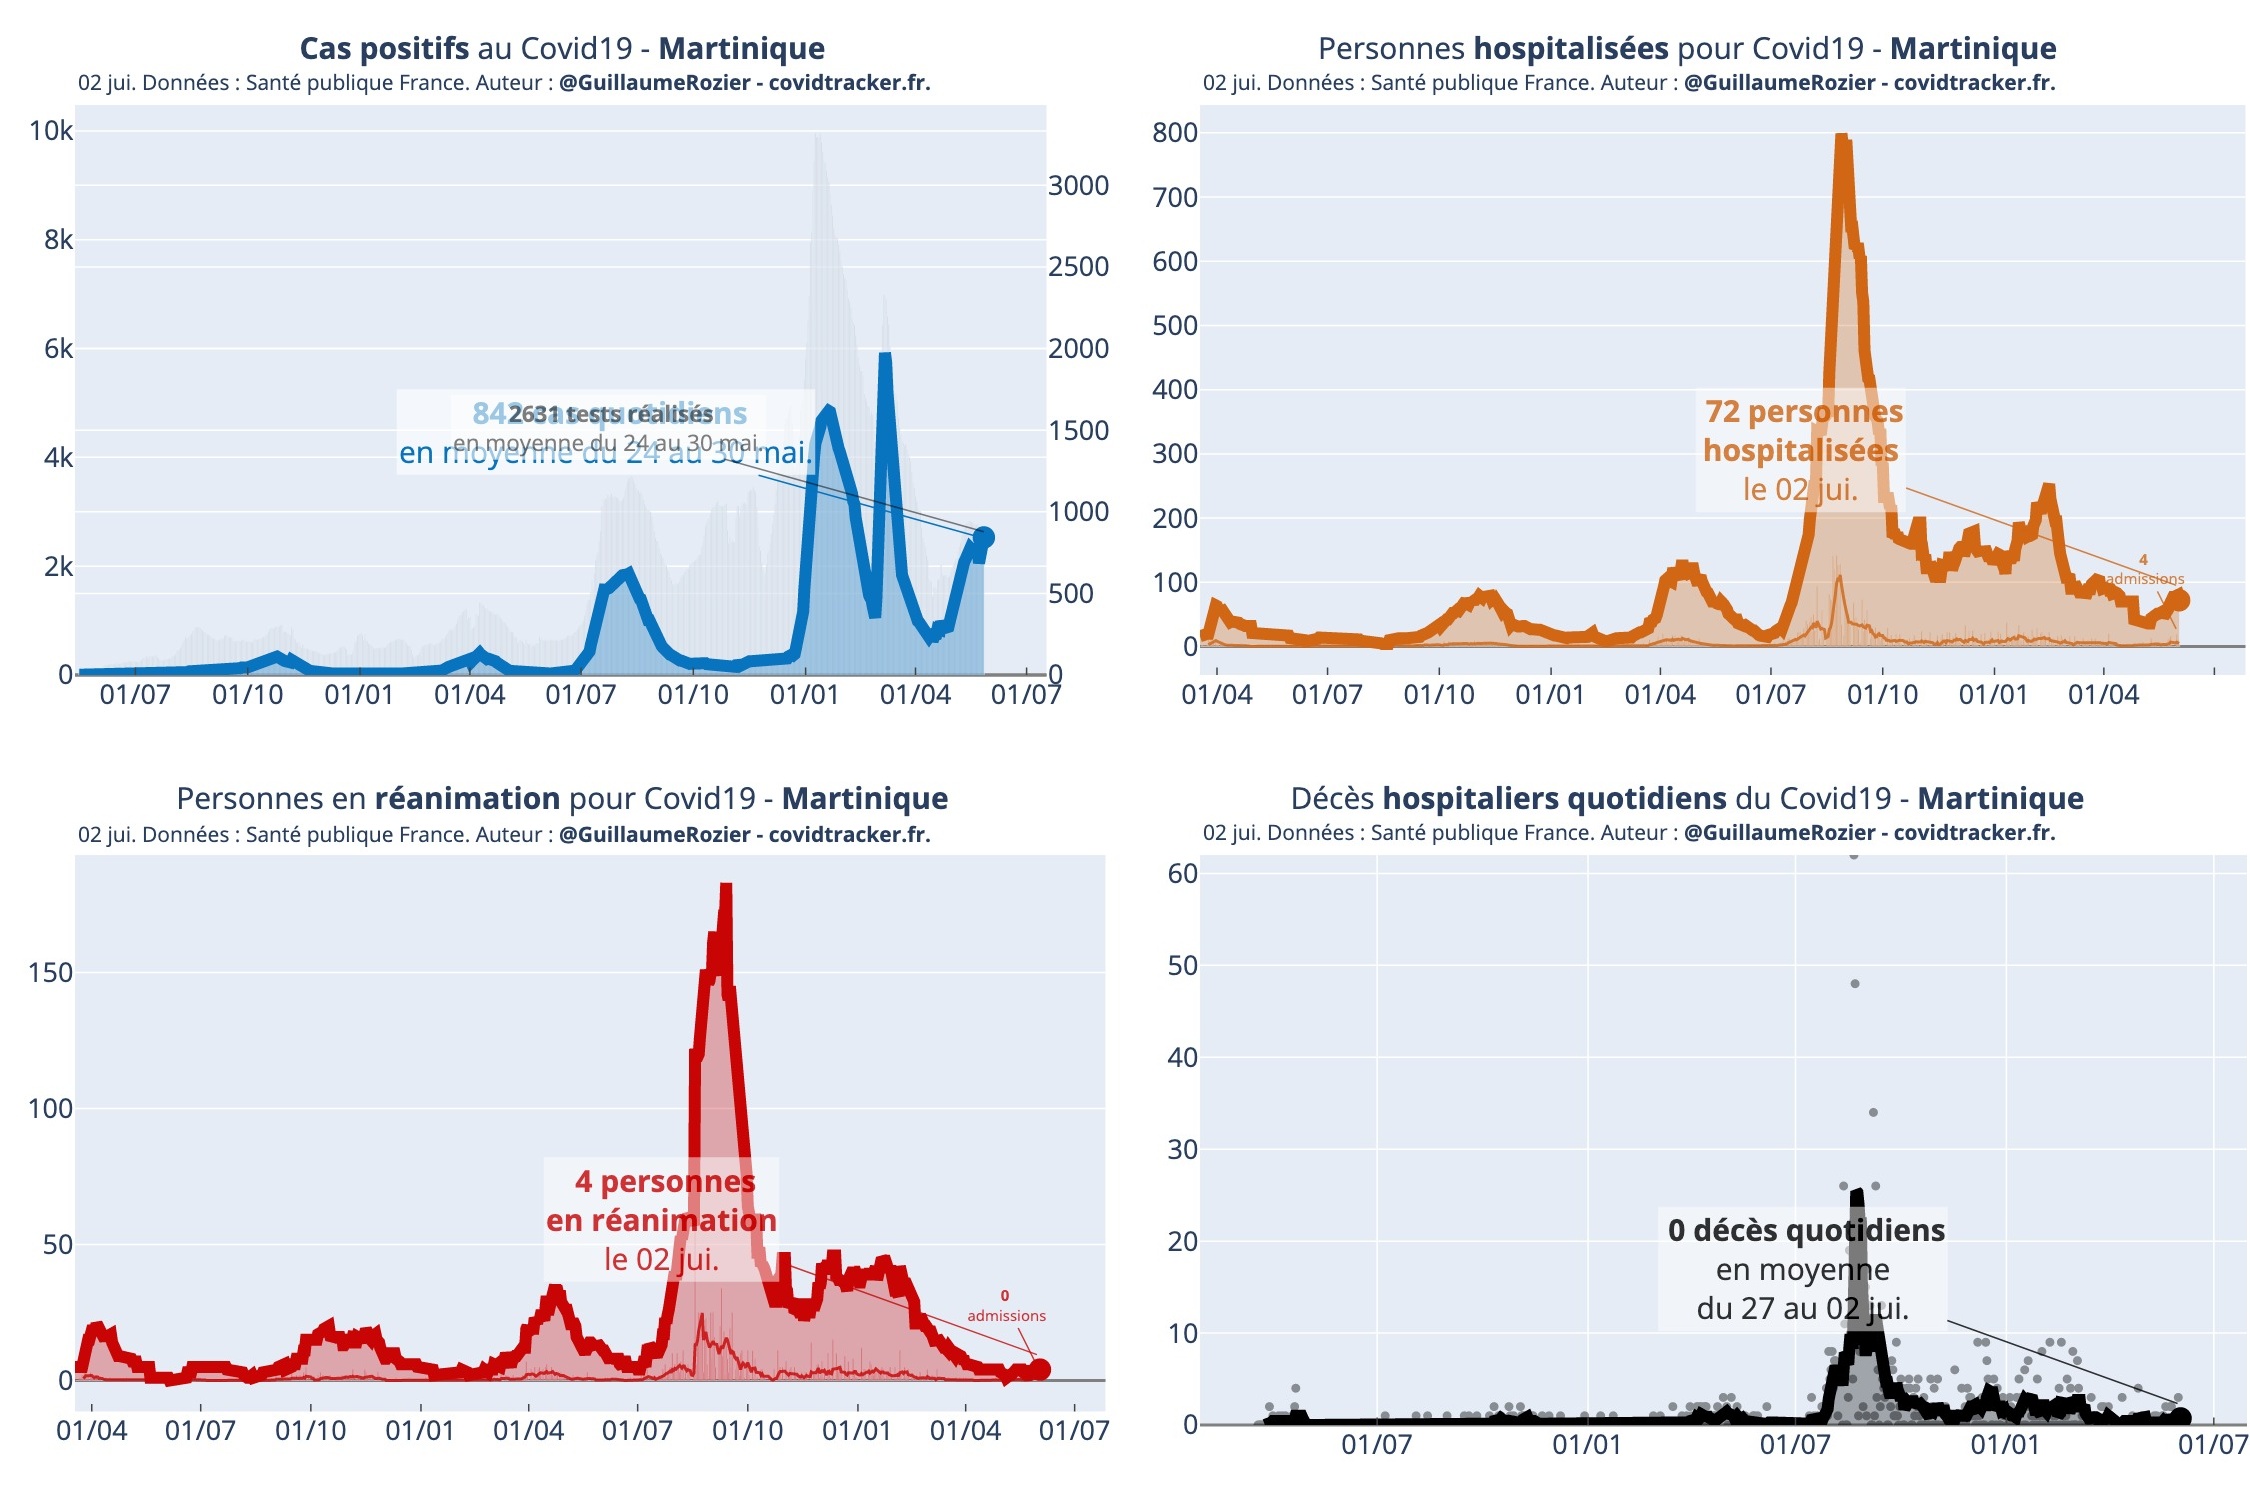 Cas positifs au Covid19 - Martinique
02 jui. Données : Santé publique France. Auteur : @GuillaumeRozier - covidtracker.fr.
10k
8k
6k
4k
2k
0
3000
2500
2000
1500
1000
500
0
842 cas quotidiens
en moyenne du 24 au 30 mai.
2631 tests réalisés
en moyenne du 24 au 30 mai.
01/07 01/10 01/01 01/04 01/07 01/10 01/01 01/04 01/07
Personnes hospitalisées pour Covid19 - Martinique
02 jui. Données : Santé publique France. Auteur : @GuillaumeRozier - covidtracker.fr.
800
700
600
500
400
300
200
100
0
72 personnes
hospitalisées
le 02 jui.
4
admissions
01/04 01/07 01/10 01/01 01/04 01/07 01/10 01/01 01/04
Personnes en réanimation pour Covid19 - Martinique
02 jui. Données : Santé publique France. Auteur : @GuillaumeRozier - covidtracker.fr.
150
100
50
0
4 personnes
en réanimation
le 02 jui.
0
admissions
01/04 01/07 01/10 01/01 01/04 01/07 01/10 01/01 01/04 01/07
Décès hospitaliers quotidiens du Covid19 - Martinique
02 jui. Données : Santé publique France. Auteur : @GuillaumeRozier - covidtracker.fr.
60
50
40
30
20
10
0
0 décès quotidiens
en moyenne
du 27 au 02 jui.
01/07 01/01 01/07 01/01 01/07